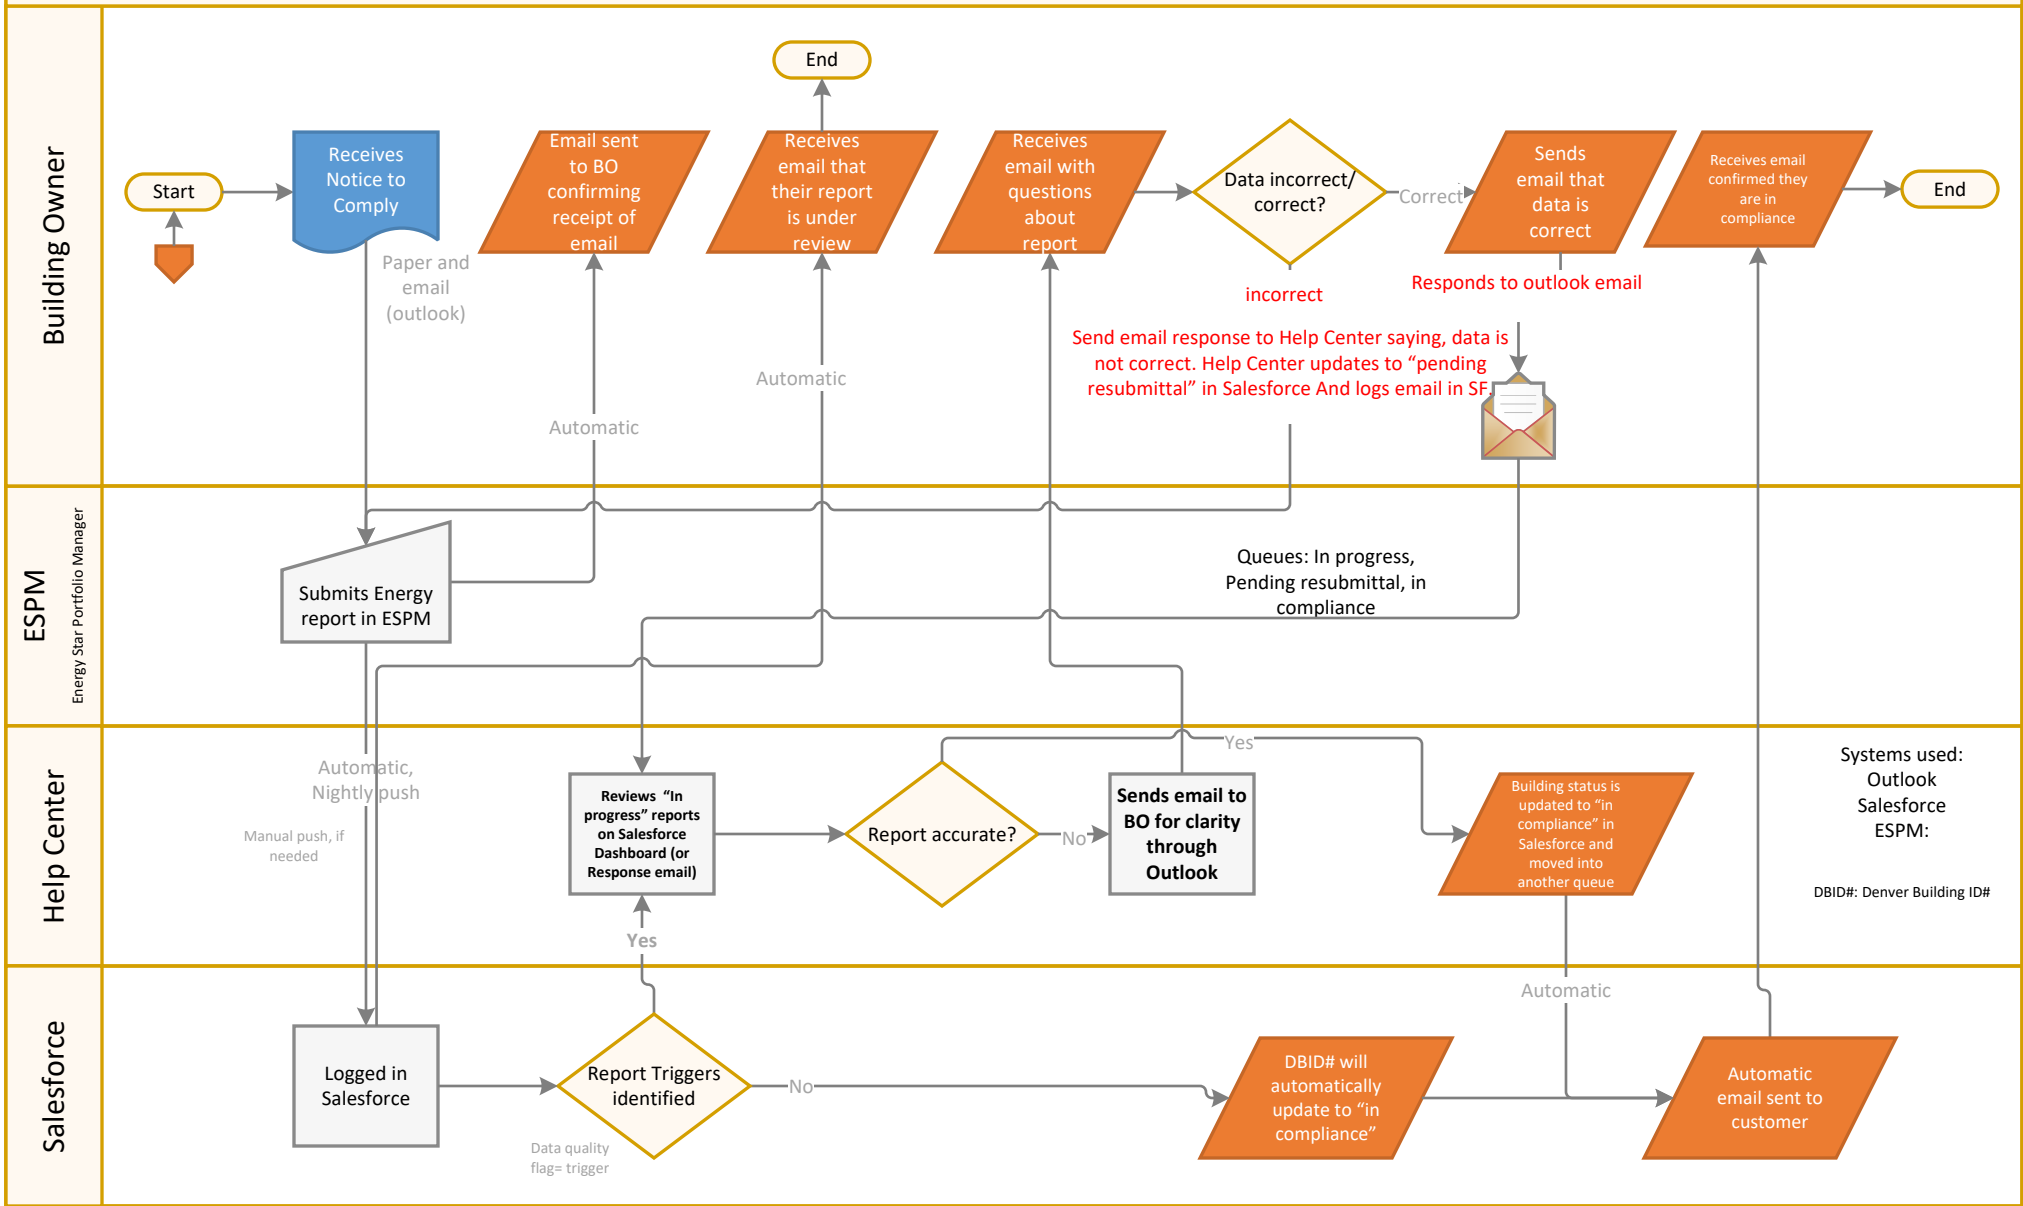 Building Owner
Start
Receives
Notice to
Comply
Paper and
email
(outlook)
Email sent
to BO
confirming
receipt of
email
Automatic
End
Receives
email that
their report
is under
review
Automatic
Receives
email with
questions
about
report
Data incorrect/
correct?
Correct
incorrect
Send email response to Help Center saying, data is
not correct. Help Center updates to “pending
resubmittal” in Salesforce And logs email in SF.
Sends
email that
data is
correct
Responds to outlook email
Receives email
confirmed they
are in
compliance
End
ESPM
Energy Star Portfolio Manager
Submits Energy
report in ESPM
Queues: In progress,
Pending resubmittal, in
compliance
Help Center
Automatic,
Nightly push
Manual push, if
needed
Reviews “In
progress” reports
on Salesforce
Dashboard (or
Response email)
Yes
Report accurate?
No
Yes
Sends email to
BO for clarity
through
Outlook
Building status is
updated to “in
compliance” in
Salesforce and
moved into
another queue
Systems used:
Outlook
Salesforce
ESPM:
DBID#: Denver Building ID#
Salesforce
Logged in
Salesforce
Report Triggers
identified
Data quality
flag= trigger
No
DBID# will
automatically
update to “in
compliance”
Automatic
Automatic
email sent to
customer